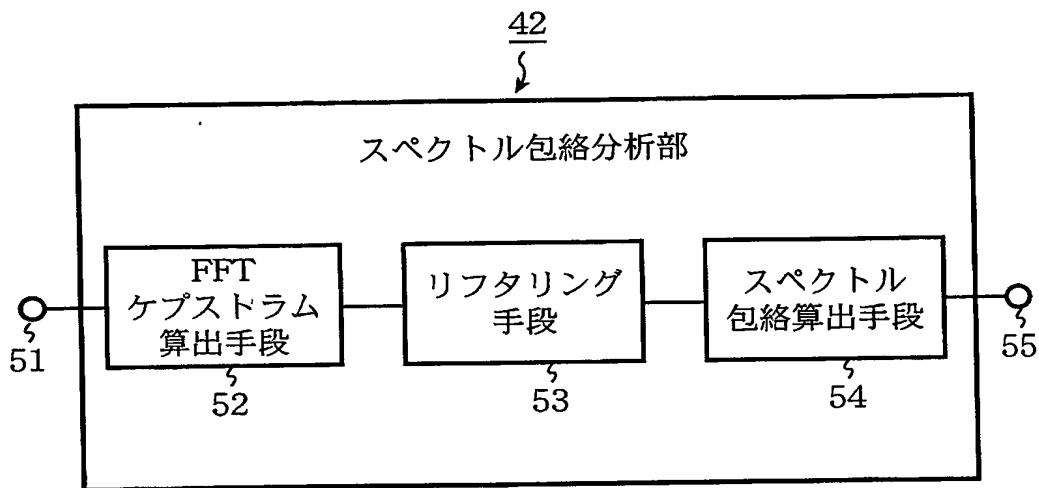 42
スペクトル包絡分析部
FFT
ケプストラム
算出手段
リフタリング
手段
スペクトル
包絡算出手段
51
52
53
54
55